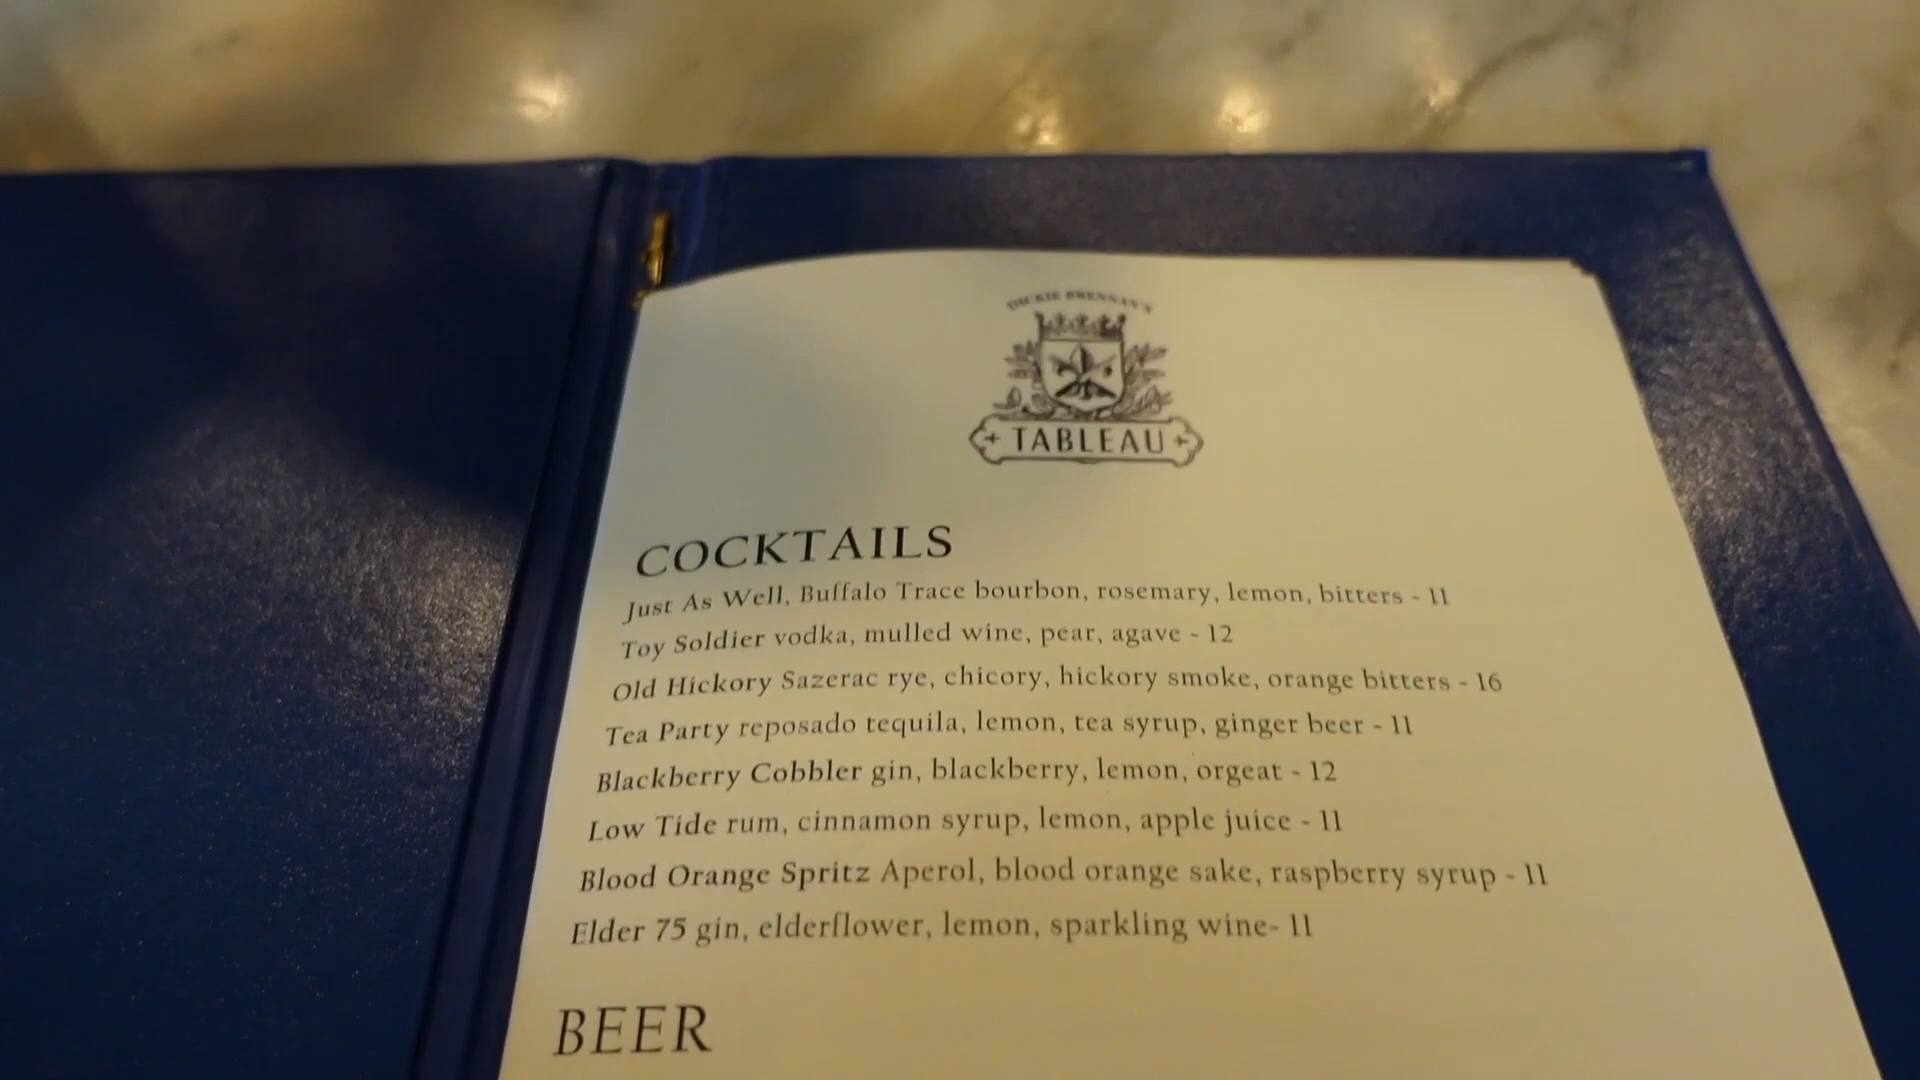 DICKIE BRENNAN'S
TABLEAU
COCKTAILS
Just As Well, Buffalo Trace bourbon, rosemary, lemon, bitters - 11
Toy Soldier vodka, mulled wine, pear, agave - 12
Old Hickory Sazerac rye, chicory, hickory smoke, orange bitters - 16
Tea Party reposado tequila, lemon, tea syrup, ginger beer - 11
Blackberry Cobbler gin, blackberry, lemon, orgeat - 12
Low Tide rum, cinnamon syrup, lemon, apple juice - 11
Blood Orange Spritz Aperol, blood orange sake, raspberry syrup - 11
Elder 75 gin, elderflower, lemon, sparkling wine- 11
BEER